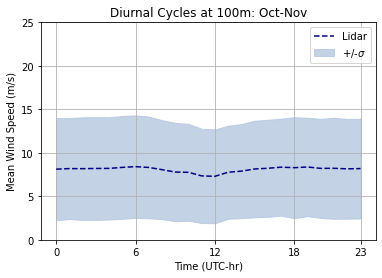 Diurnal Cycles at 100m: Oct-Nov
Lidar
+/-σ
Mean Wind Speed (m/s)
25
20
15
10
5
0
0 6 12 18 23
Time (UTC-hr)